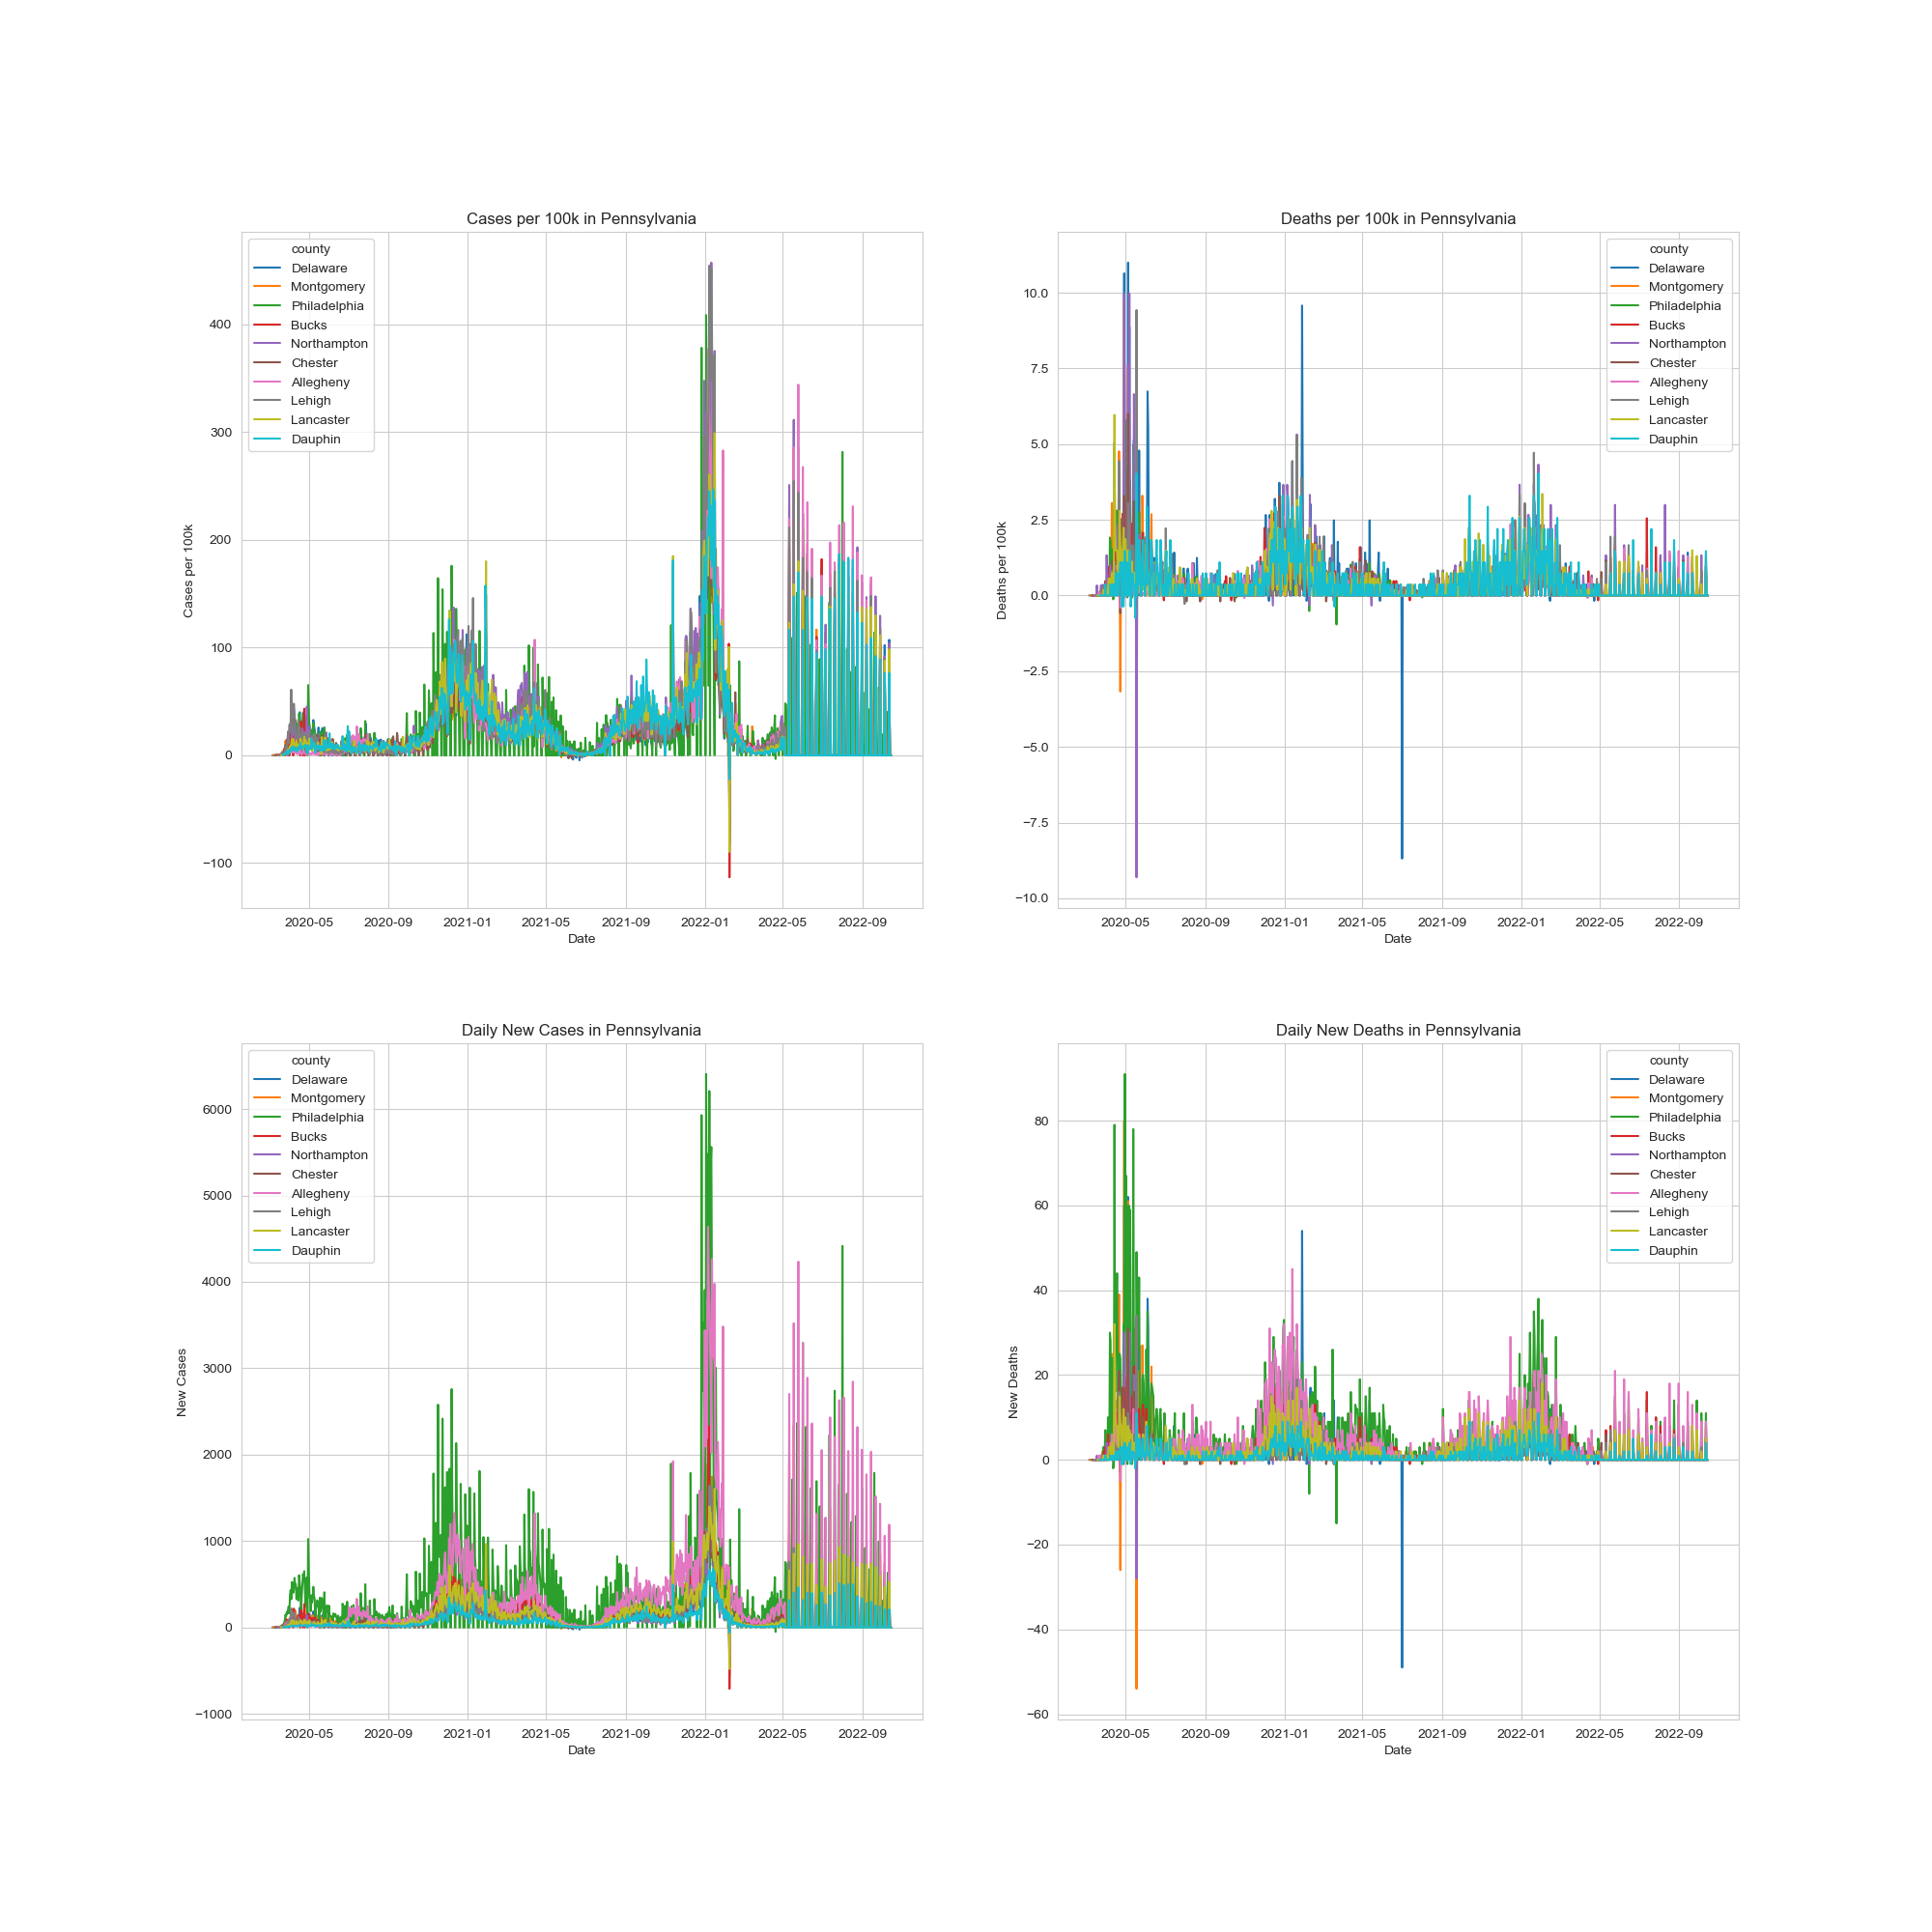 Cases per 100k in Pennsylvania
Cases per 100k
400
300
200
100
0
−100
county
Delaware
Montgomery
Philadelphia
Bucks
Northampton
Chester
Allegheny
Lehigh
Lancaster
Dauphin
2020-05 2020-09 2021-01 2021-05 2021-09 2022-01 2022-05 2022-09
Date
Deaths per 100k in Pennsylvania
Deaths per 100k
10.0
7.5
5.0
2.5
0.0
−2.5
−5.0
−7.5
−10.0
county
Delaware
Montgomery
Philadelphia
Bucks
Northampton
Chester
Allegheny
Lehigh
Lancaster
Dauphin
2020-05 2020-09 2021-01 2021-05 2021-09 2022-01 2022-05 2022-09
Date
Daily New Cases in Pennsylvania
New Cases
6000
5000
4000
3000
2000
1000
0
−1000
county
Delaware
Montgomery
Philadelphia
Bucks
Northampton
Chester
Allegheny
Lehigh
Lancaster
Dauphin
2020-05 2020-09 2021-01 2021-05 2021-09 2022-01 2022-05 2022-09
Date
Daily New Deaths in Pennsylvania
New Deaths
80
60
40
20
0
−20
−40
−60
county
Delaware
Montgomery
Philadelphia
Bucks
Northampton
Chester
Allegheny
Lehigh
Lancaster
Dauphin
2020-05 2020-09 2021-01 2021-05 2021-09 2022-01 2022-05 2022-09
Date